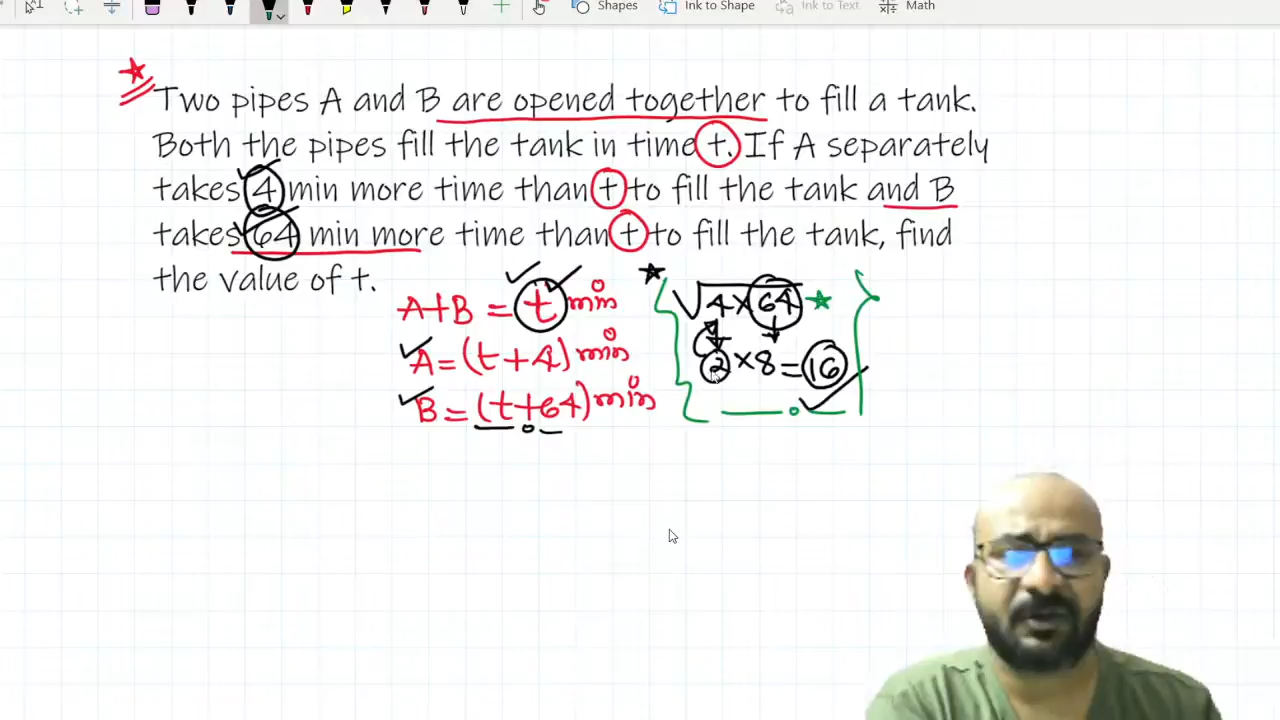 Shapes Ink to Shape Ink to Text Math
Two pipes A and B are opened together to fill a tank.
Both the pipes fill the tank in time t. If A separately
takes 4 min more time than t to fill the tank and B
takes 64 min more time than t to fill the tank, find
the value of t.
A+B = t min
A = (t+4) min
B = (t+64) min
√4×64
2×8=16